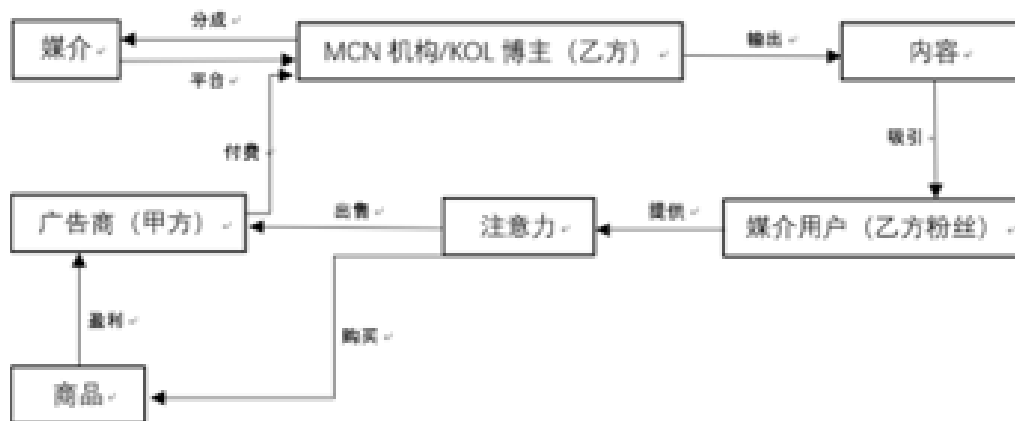 分成
媒介
MCN 机构/KOL 博主（乙方）
输出
内容
平台
付费
吸引
广告商（甲方）
出售
注意力
提供
媒介用户（乙方粉丝）
盈利
购买
商品